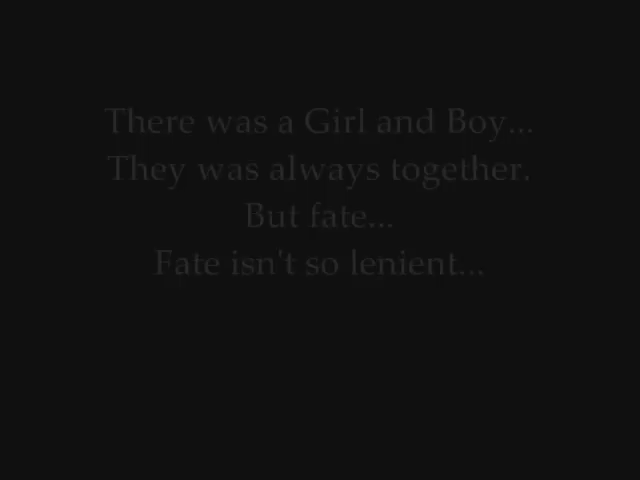 There was a Girl and Boy...
They was always together.
But fate...
Fate isn't so lenient...